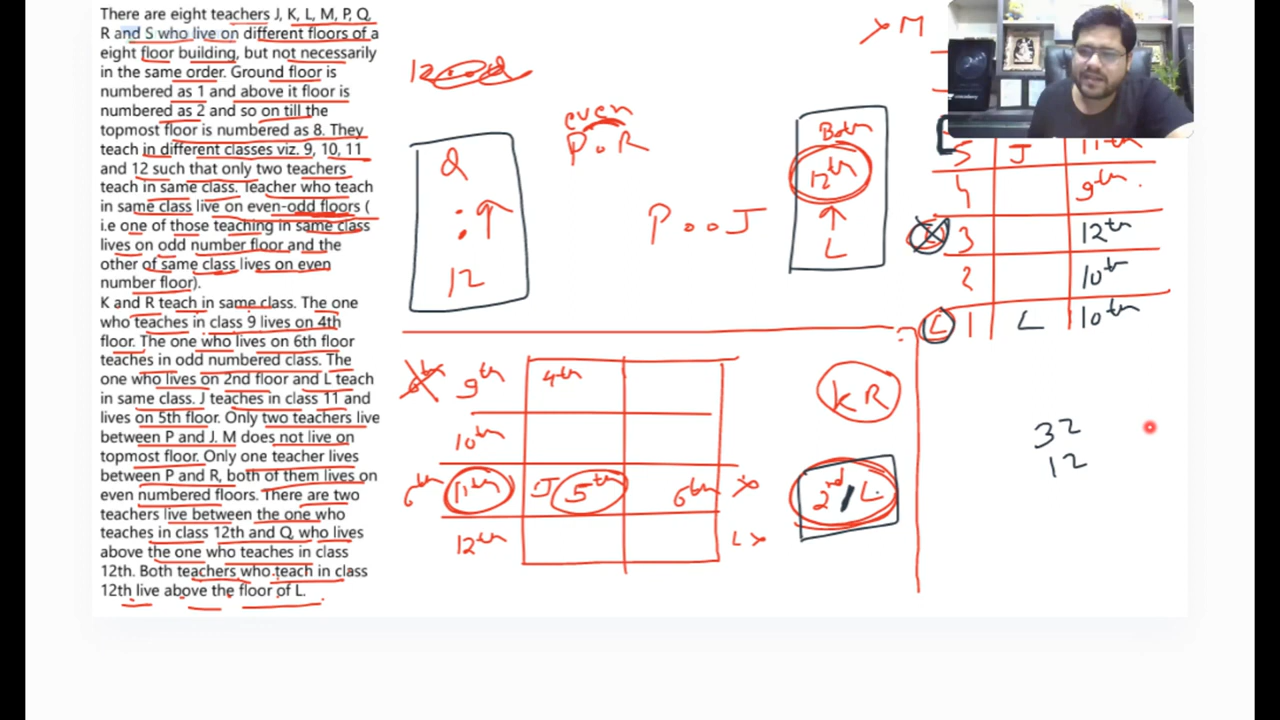 There are eight teachers J, K, L, M, P, Q,
R and S who live on different floors of a
eight floor building, but not necessarily
in the same order. Ground floor is
numbered as 1 and above it floor is
numbered as 2 and so on till the
topmost floor is numbered as 8. They
teach in different classes viz. 9, 10, 11
and 12 such that only two teachers
teach in same class. Teacher who teach
in same class live on even-odd floors (
i.e one of those teaching in same class
lives on odd number floor and the
other of same class lives on even
number floor).
K and R teach in same class. The one
who teaches in class 9 lives on 4th
floor. The one who lives on 6th floor
teaches in odd numbered class. The
one who lives on 2nd floor and L teach
in same class. J teaches in class 11 and
lives on 5th floor. Only two teachers live
between P and J. M does not live on
topmost floor. Only one teacher lives
between P and R, both of them lives on
even numbered floors. There are two
teachers live between the one who
teaches in class 12th and Q, who lives
above the one who teaches in class
12th. Both teachers who teach in class
12th live above the floor of L.
12
Q
12
even
P o R
P o o J
Both
12th
↑
L
x M
5 J 11th
4 9th
3 12th
2 10th
L 1 L 10th
9th 4th
10th
6th 11th J 5th 6th x
12th L x
K R
2nd / L
32
12